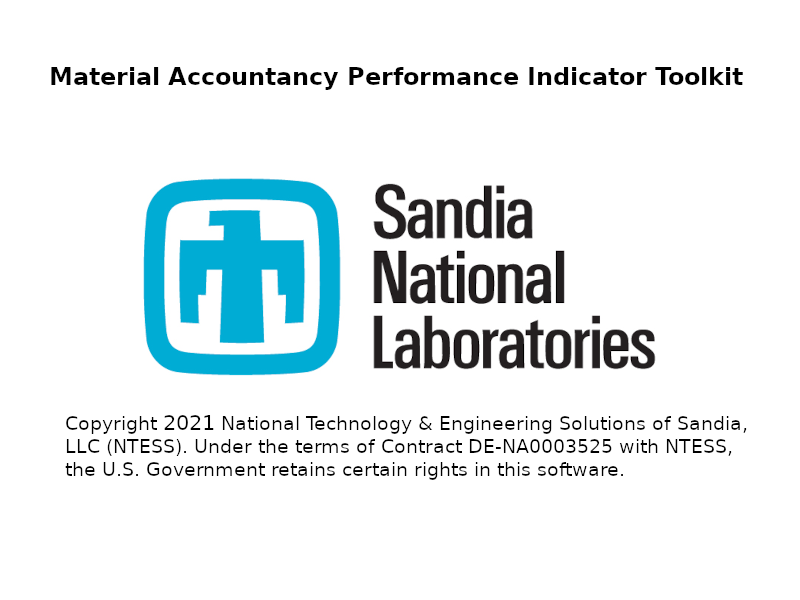 Material Accountancy Performance Indicator Toolkit
Sandia
National
Laboratories
Copyright 2021 National Technology & Engineering Solutions of Sandia,
LLC (NTESS). Under the terms of Contract DE-NA0003525 with NTESS,
the U.S. Government retains certain rights in this software.